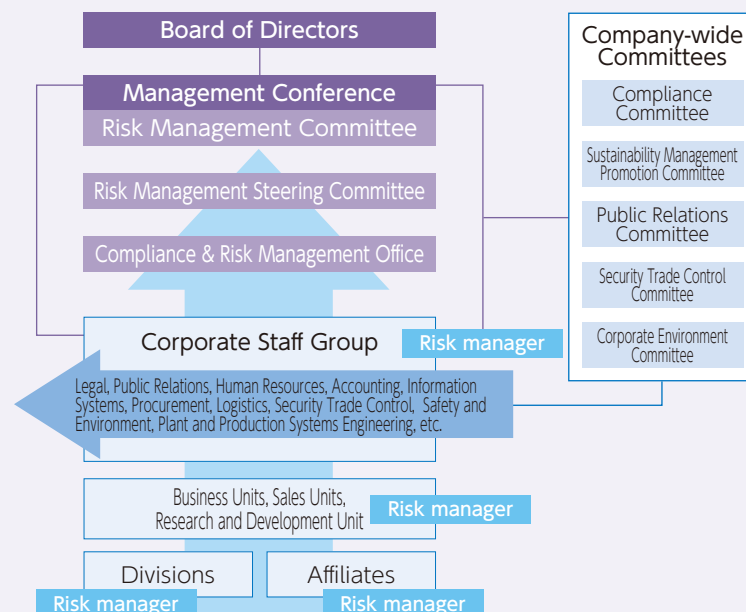 Board of Directors
Management Conference
Risk Management Committee
Risk Management Steering Committee
Compliance & Risk Management Office
Corporate Staff Group
Risk manager
Legal, Public Relations, Human Resources, Accounting, Information
Systems, Procurement, Logistics, Security Trade Control, Safety and
Environment, Plant and Production Systems Engineering, etc.
Business Units, Sales Units,
Research and Development Unit
Risk manager
Divisions
Risk manager
Affiliates
Risk manager
Company-wide
Committees
Compliance
Committee
Sustainability Management
Promotion Committee
Public Relations
Committee
Security Trade Control
Committee
Corporate Environment
Committee